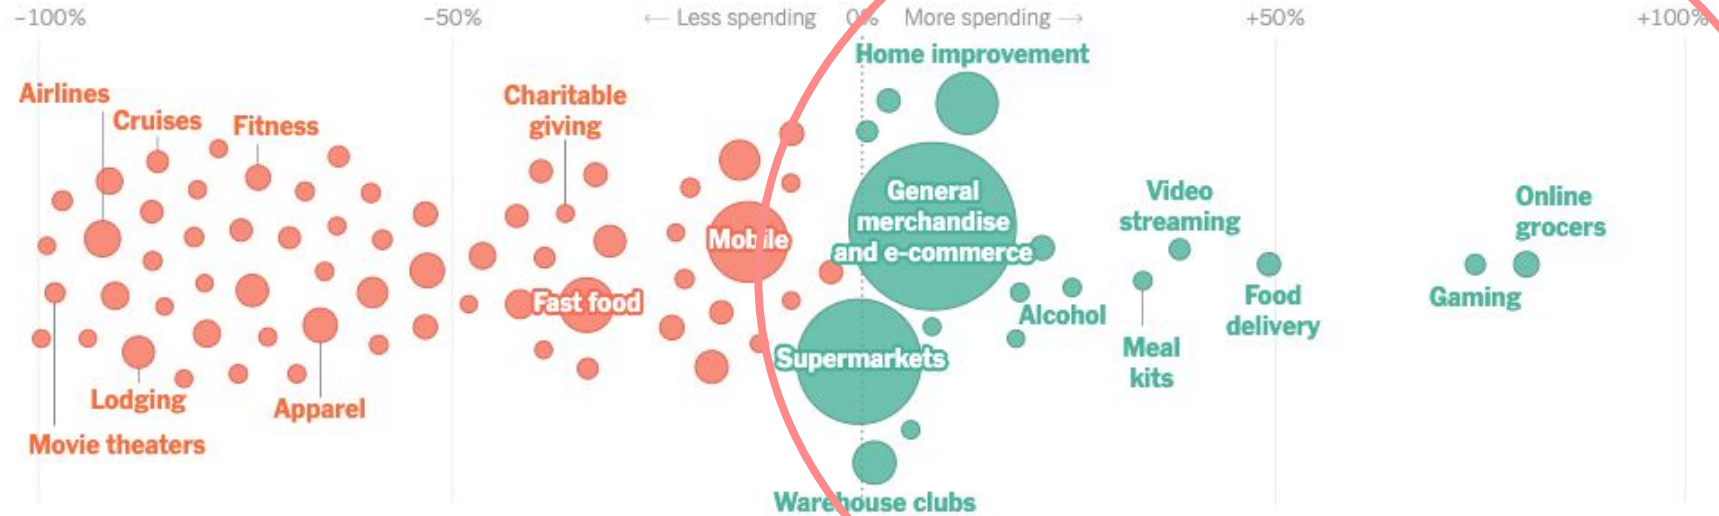 −100%
−50%
← Less spending
0%
More spending →
+50%
+100%
Home improvement
Airlines
Cruises
Fitness
Charitable
giving
General
merchandise
and e-commerce
Video
streaming
Online
grocers
Mobile
Fast food
Alcohol
Food
delivery
Gaming
Supermarkets
Meal
kits
Lodging
Apparel
Movie theaters
Warehouse clubs